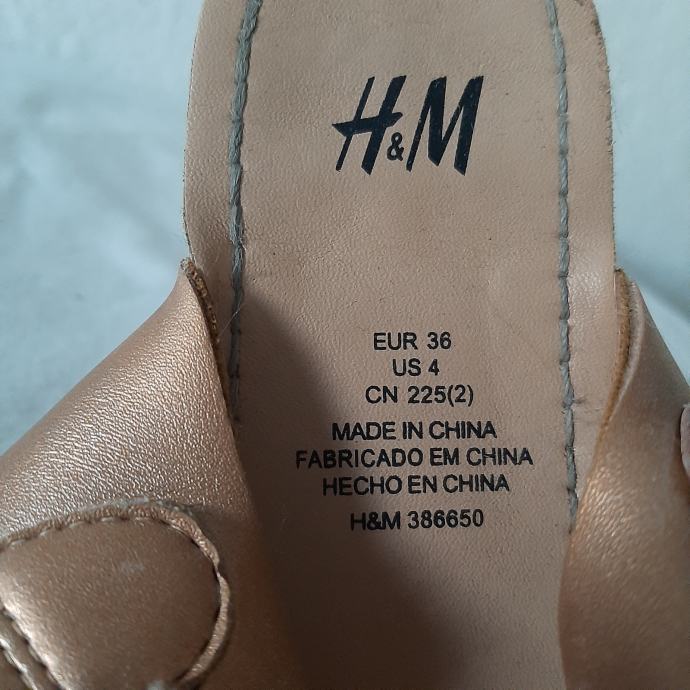 H&M
EUR 36
US 4
CN 225(2)
MADE IN CHINA
FABRICADO EM CHINA
HECHO EN CHINA
H&M 386650